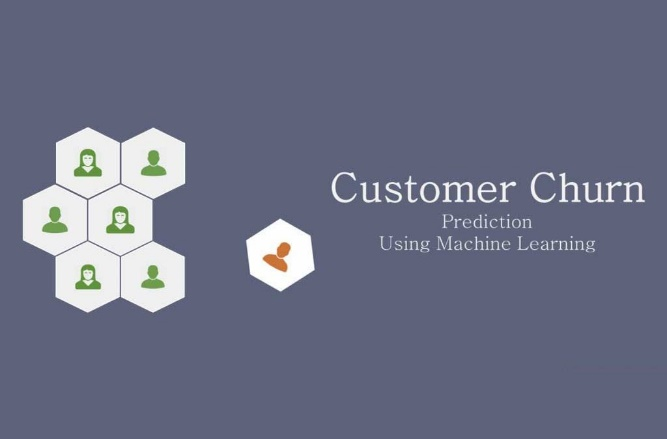 Customer Churn
Prediction
Using Machine Learning